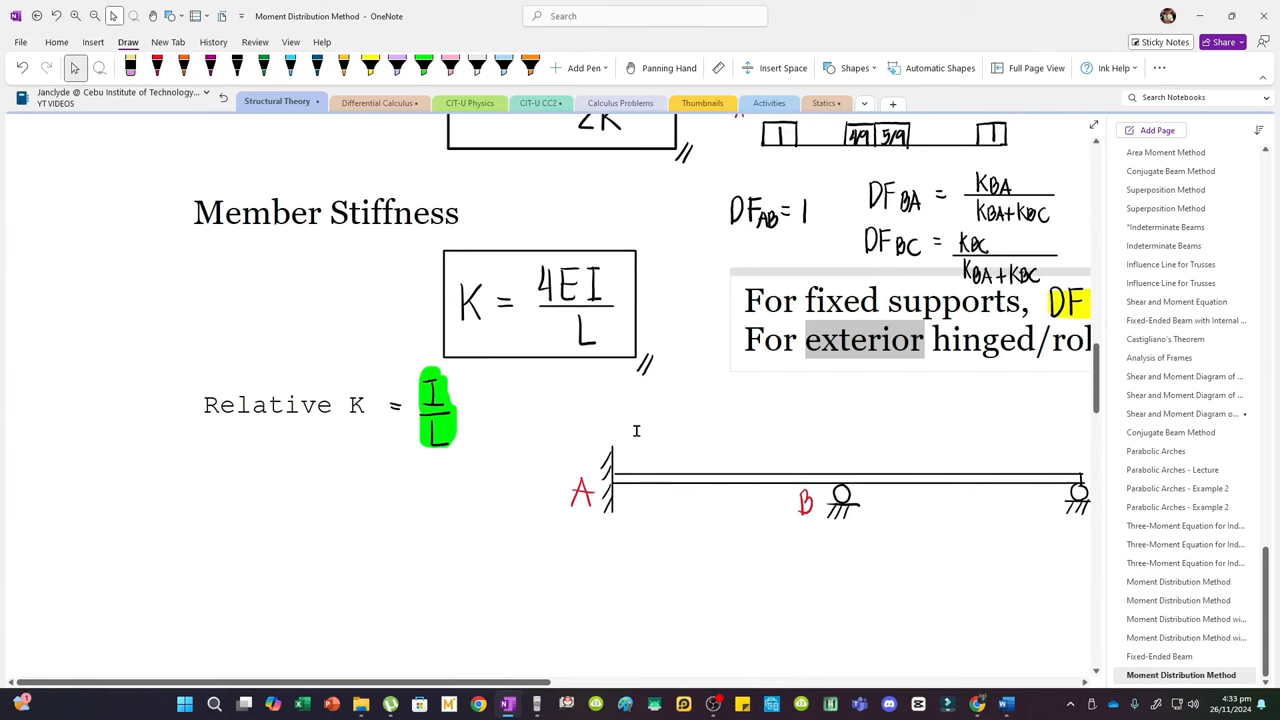 Moment Distribution Method - OneNote
Search
File Home Insert Draw New Tab History Review View Help
Sticky Notes
Share
Add Pen
Panning Hand
Insert Space
Shapes
Automatic Shapes
Full Page View
Ink Help
Janclyde @ Cebu Institute of Technology...
YT VIDEOS
Structural Theory
Differential Calculus
CIT-U Physics
CIT-U CC2
Calculus Problems
Thumbnails
Activities
Statics
Search Notebooks
2K
1 4/9 5/9 1
Member Stiffness
K = 4EI / L
Relative K = I / L
DF_AB = 1
DF_BA = K_BA / K_BA + K_BC
DF_BC = K_BC / K_BA + K_BC
For fixed supports, DF
For exterior hinged/rol
I
A
B
Add Page
Area Moment Method
Conjugate Beam Method
Superposition Method
Superposition Method
*Indeterminate Beams
Indeterminate Beams
Influence Line for Trusses
Influence Line for Trusses
Shear and Moment Equation
Fixed-Ended Beam with Internal ...
Castigliano's Theorem
Analysis of Frames
Shear and Moment Diagram of ...
Shear and Moment Diagram of ...
Shear and Moment Diagram o...
Conjugate Beam Method
Parabolic Arches
Parabolic Arches - Lecture
Parabolic Arches - Example 2
Parabolic Arches - Example 2
Three-Moment Equation for Ind...
Three-Moment Equation for Ind...
Three-Moment Equation for Ind...
Moment Distribution Method
Moment Distribution Method
Moment Distribution Method wi...
Moment Distribution Method wi...
Fixed-Ended Beam
Moment Distribution Method
4:33 pm
26/11/2024